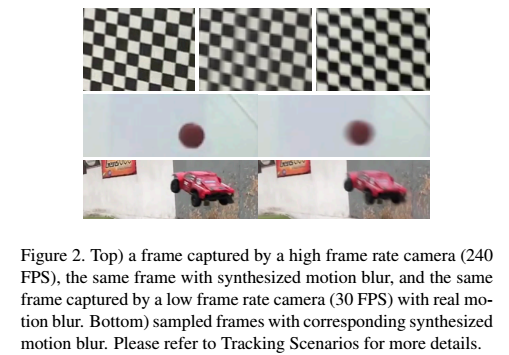 Figure 2. Top) a frame captured by a high frame rate camera (240
FPS), the same frame with synthesized motion blur, and the same
frame captured by a low frame rate camera (30 FPS) with real mo-
tion blur. Bottom) sampled frames with corresponding synthesized
motion blur. Please refer to Tracking Scenarios for more details.